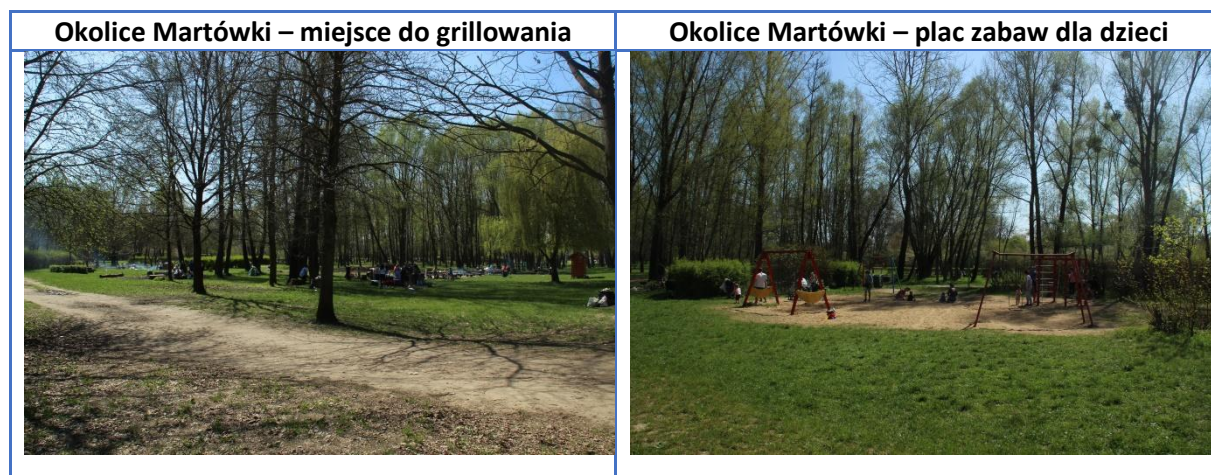 Okolice Martówki – miejsce do grillowania
Okolice Martówki – plac zabaw dla dzieci